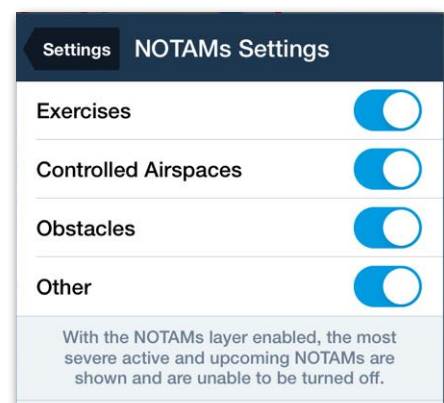 Settings NOTAMs Settings
Exercises
Controlled Airspaces
Obstacles
Other
With the NOTAMs layer enabled, the most
severe active and upcoming NOTAMs are
shown and are unable to be turned off.